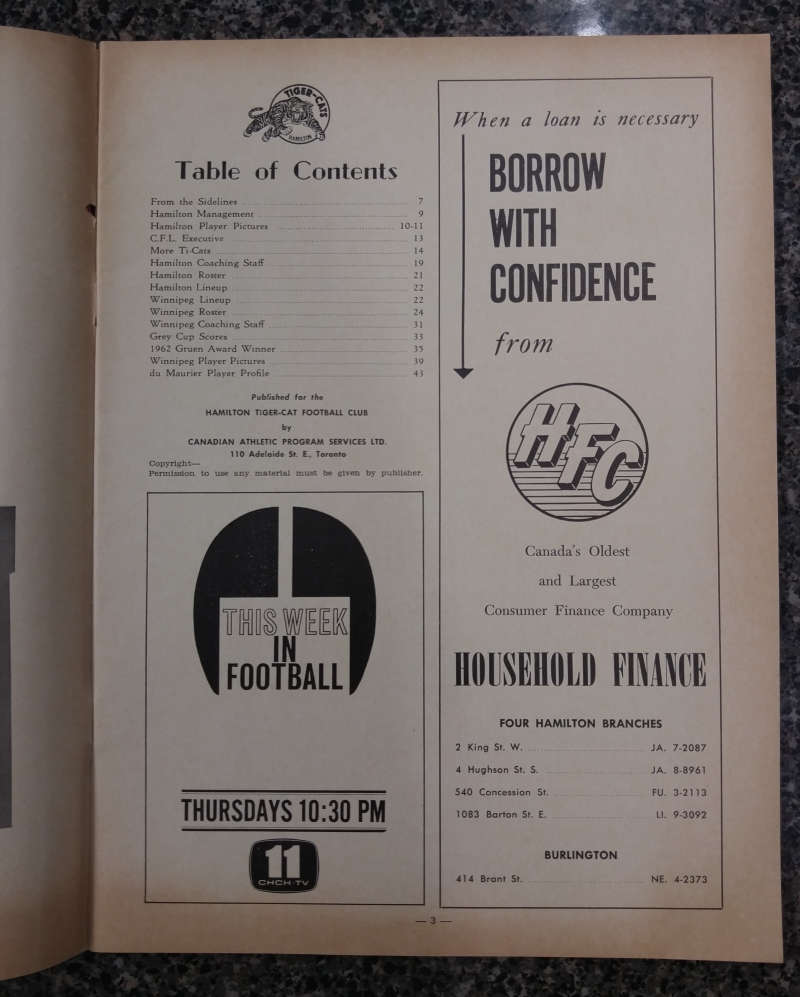 TIGER-CATS
HAMILTON
Table of Contents
From the Sidelines 7
Hamilton Management 9
Hamilton Player Pictures 10-11
C.F.L. Executive 13
More Ti-Cats 14
Hamilton Coaching Staff 19
Hamilton Roster 21
Hamilton Lineup 22
Winnipeg Lineup 22
Winnipeg Roster 24
Winnipeg Coaching Staff 31
Grey Cup Scores 33
1962 Gruen Award Winner 35
Winnipeg Player Pictures 39
du Maurier Player Profile 43
Published for the
HAMILTON TIGER-CAT FOOTBALL CLUB
by
CANADIAN ATHLETIC PROGRAM SERVICES LTD.
110 Adelaide St. E., Toronto
Copyright—
Permission to use any material must be given by publisher.
THIS WEEK
IN
FOOTBALL
THURSDAYS 10:30 PM
11
CHCH-TV
When a loan is necessary
BORROW
WITH
CONFIDENCE
from
HFC
Canada's Oldest
and Largest
Consumer Finance Company
HOUSEHOLD FINANCE
FOUR HAMILTON BRANCHES
2 King St. W. JA. 7-2087
4 Hughson St. S. JA. 8-8961
540 Concession St. FU. 3-2113
1083 Barton St. E. LI. 9-3092
BURLINGTON
414 Brant St. NE. 4-2373
— 3 —